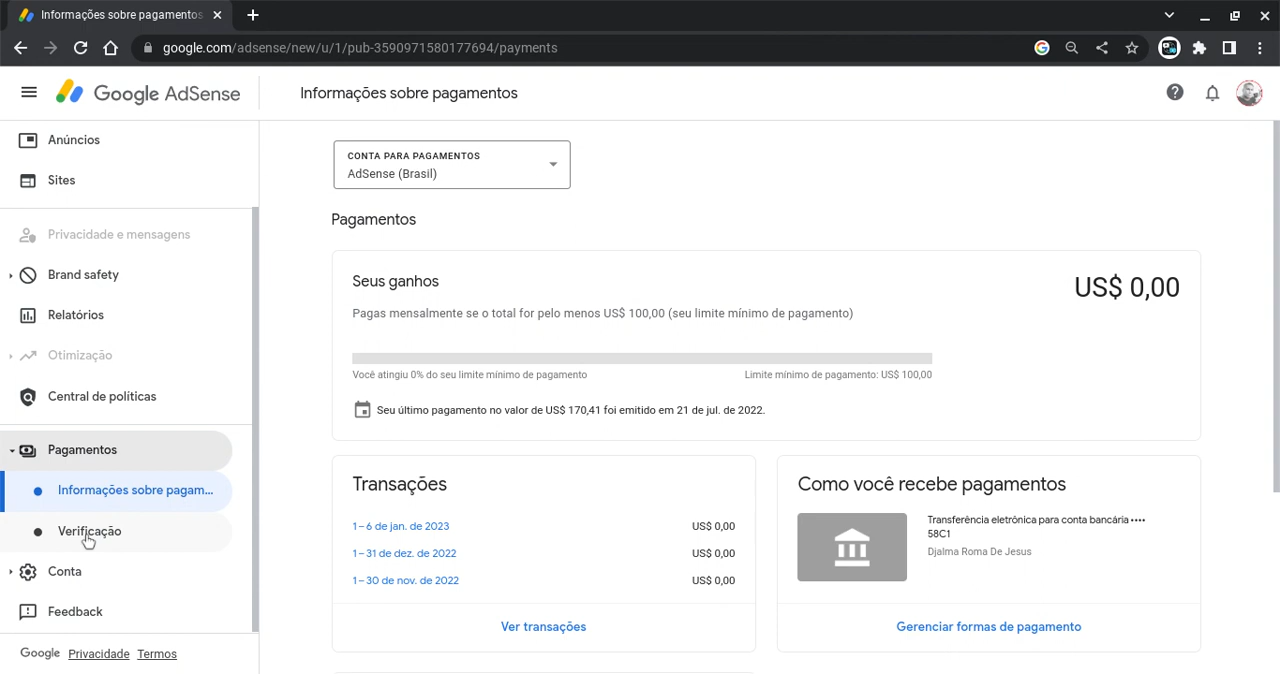 Informações sobre pagamentos
google.com/adsense/new/u/1/pub-3590971580177694/payments
Google AdSense
Informações sobre pagamentos
Anúncios
Sites
Privacidade e mensagens
Brand safety
Relatórios
Otimização
Central de políticas
Pagamentos
Informações sobre pagam...
Verificação
Conta
Feedback
Google Privacidade Termos
CONTA PARA PAGAMENTOS
AdSense (Brasil)
Pagamentos
Seus ganhos
US$ 0,00
Pagas mensalmente se o total for pelo menos US$ 100,00 (seu limite mínimo de pagamento)
Você atingiu 0% do seu limite mínimo de pagamento
Limite mínimo de pagamento: US$ 100,00
Seu último pagamento no valor de US$ 170,41 foi emitido em 21 de jul. de 2022.
Transações
1–6 de jan. de 2023 US$ 0,00
1–31 de dez. de 2022 US$ 0,00
1–30 de nov. de 2022 US$ 0,00
Ver transações
Como você recebe pagamentos
Transferência eletrônica para conta bancária ••••
58C1
Djalma Roma De Jesus
Gerenciar formas de pagamento